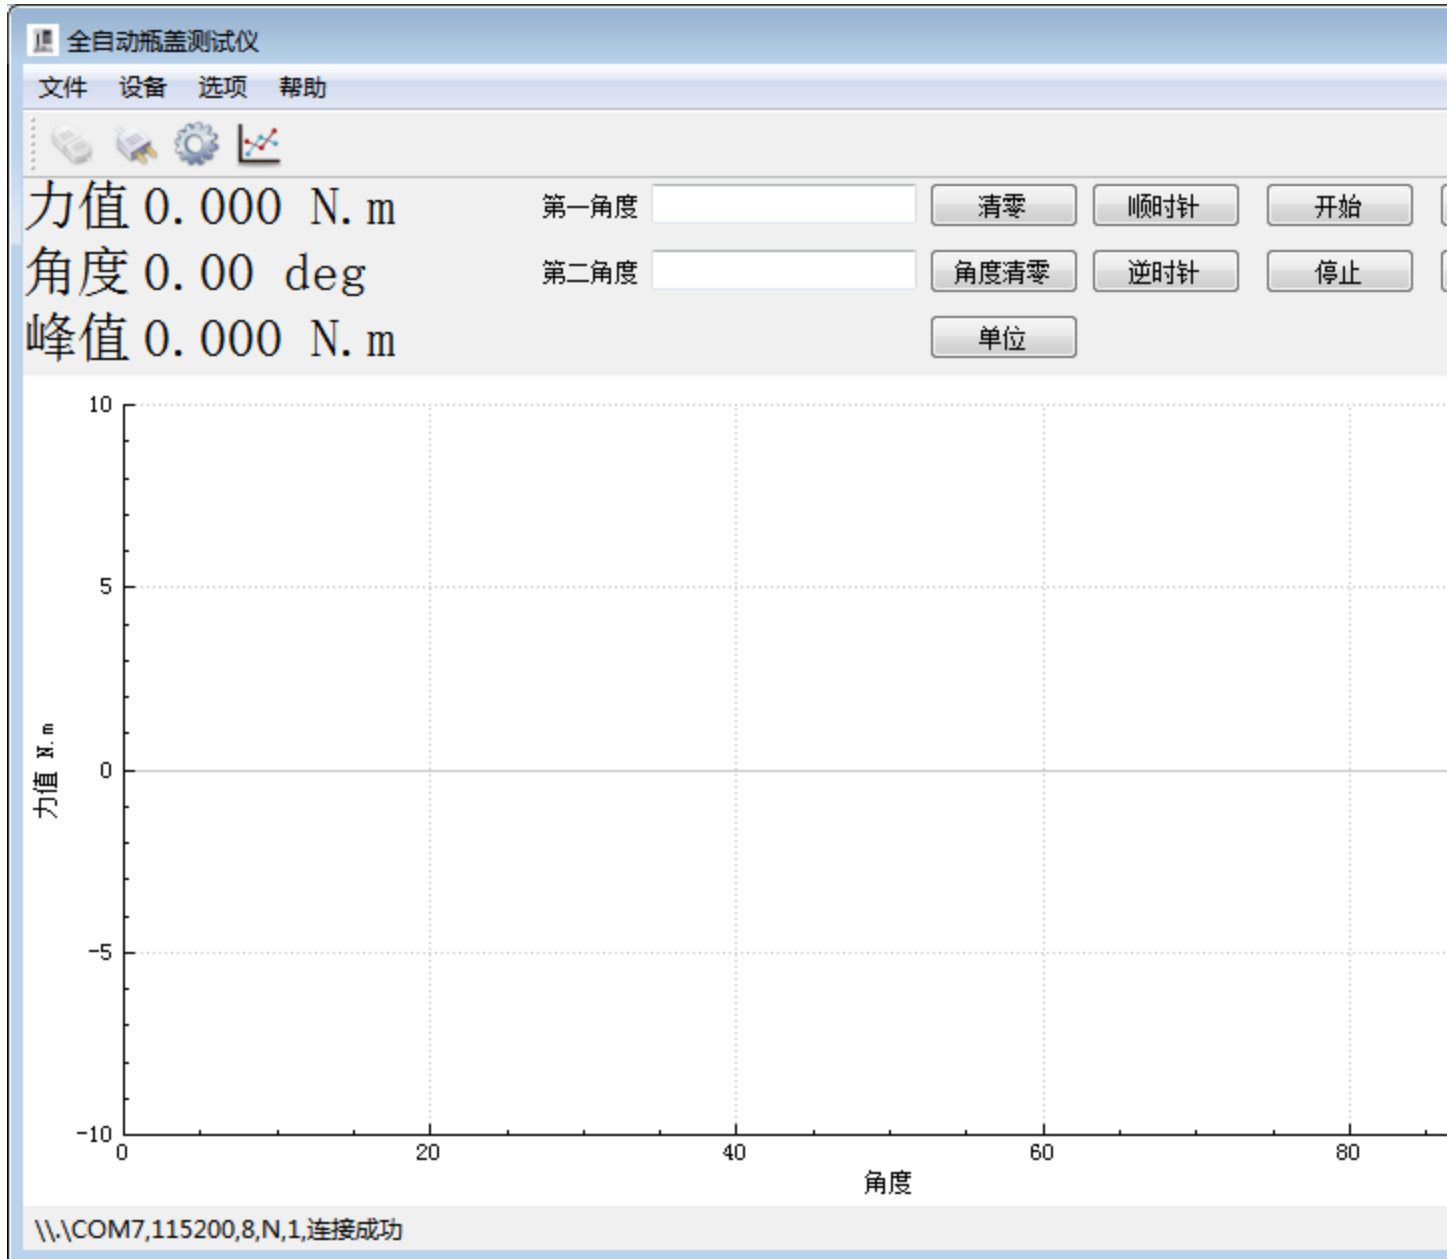 全自动瓶盖测试仪
文件 设备 选项 帮助
力值 0.000 N.m 第一角度 清零 顺时针 开始
角度 0.00 deg 第二角度 角度清零 逆时针 停止
峰值 0.000 N.m 单位
10
5
0
-5
-10
力值 N.m
0 20 40 60 80
角度
\\.\COM7,115200,8,N,1,连接成功